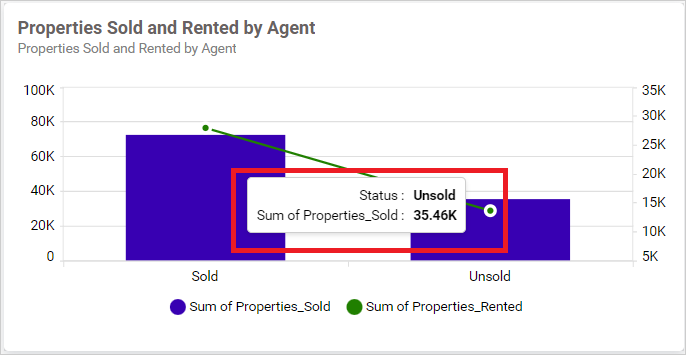 Properties Sold and Rented by Agent
Properties Sold and Rented by Agent
100K
80K
60K
40K
20K
0
35K
30K
25K
20K
15K
10K
5K
Status : Unsold
Sum of Properties_Sold : 35.46K
Sold Unsold
Sum of Properties_Sold Sum of Properties_Rented